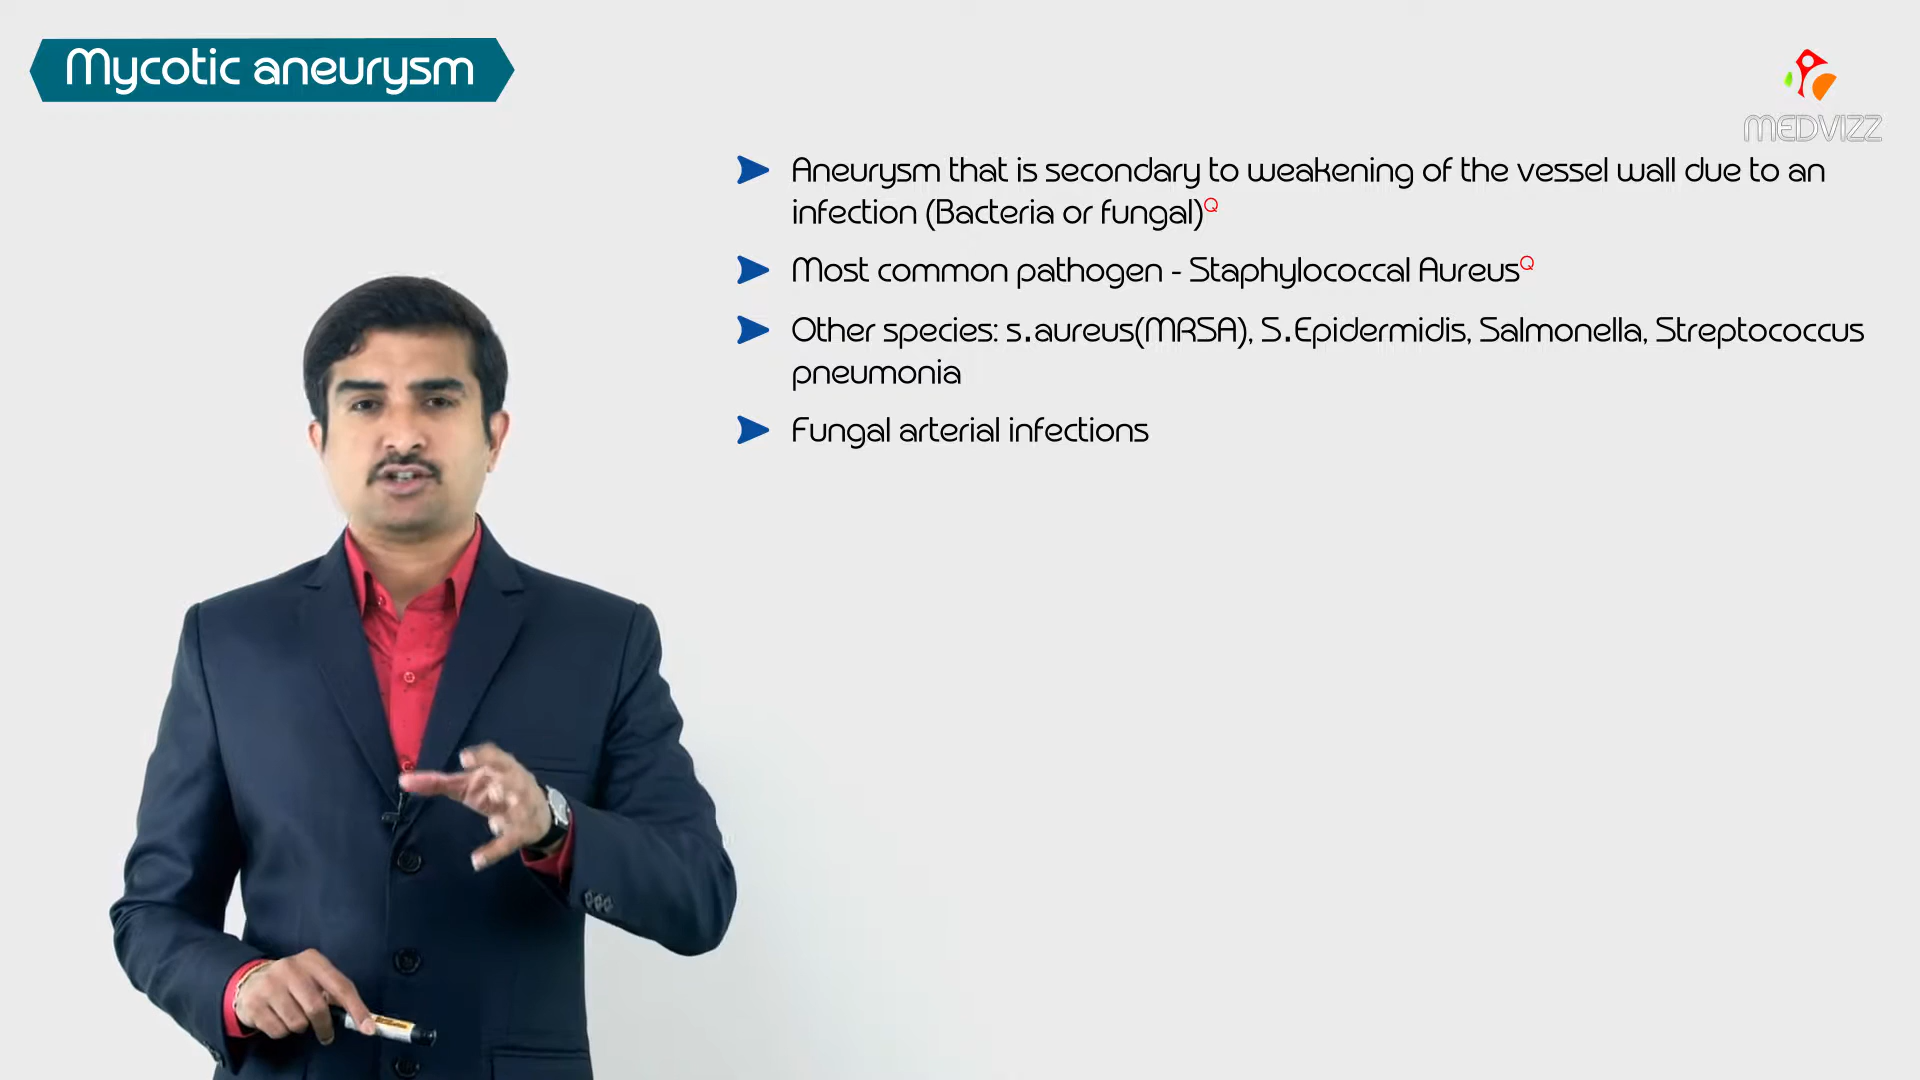 Mycotic aneurysm
MEDVIZZ
Aneurysm that is secondary to weakening of the vessel wall due to an
infection (Bacteria or fungal)Q
Most common pathogen - Staphylococcal AureusQ
Other species: s.aureus(MRSA), S.Epidermidis, Salmonella, Streptococcus
pneumonia
Fungal arterial infections